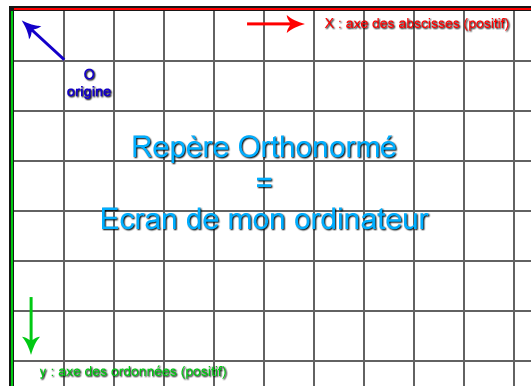 X : axe des abscisses (positif)
O
origine
Repère Orthonormé
=
Ecran de mon ordinateur
y : axe des ordonnées (positif)